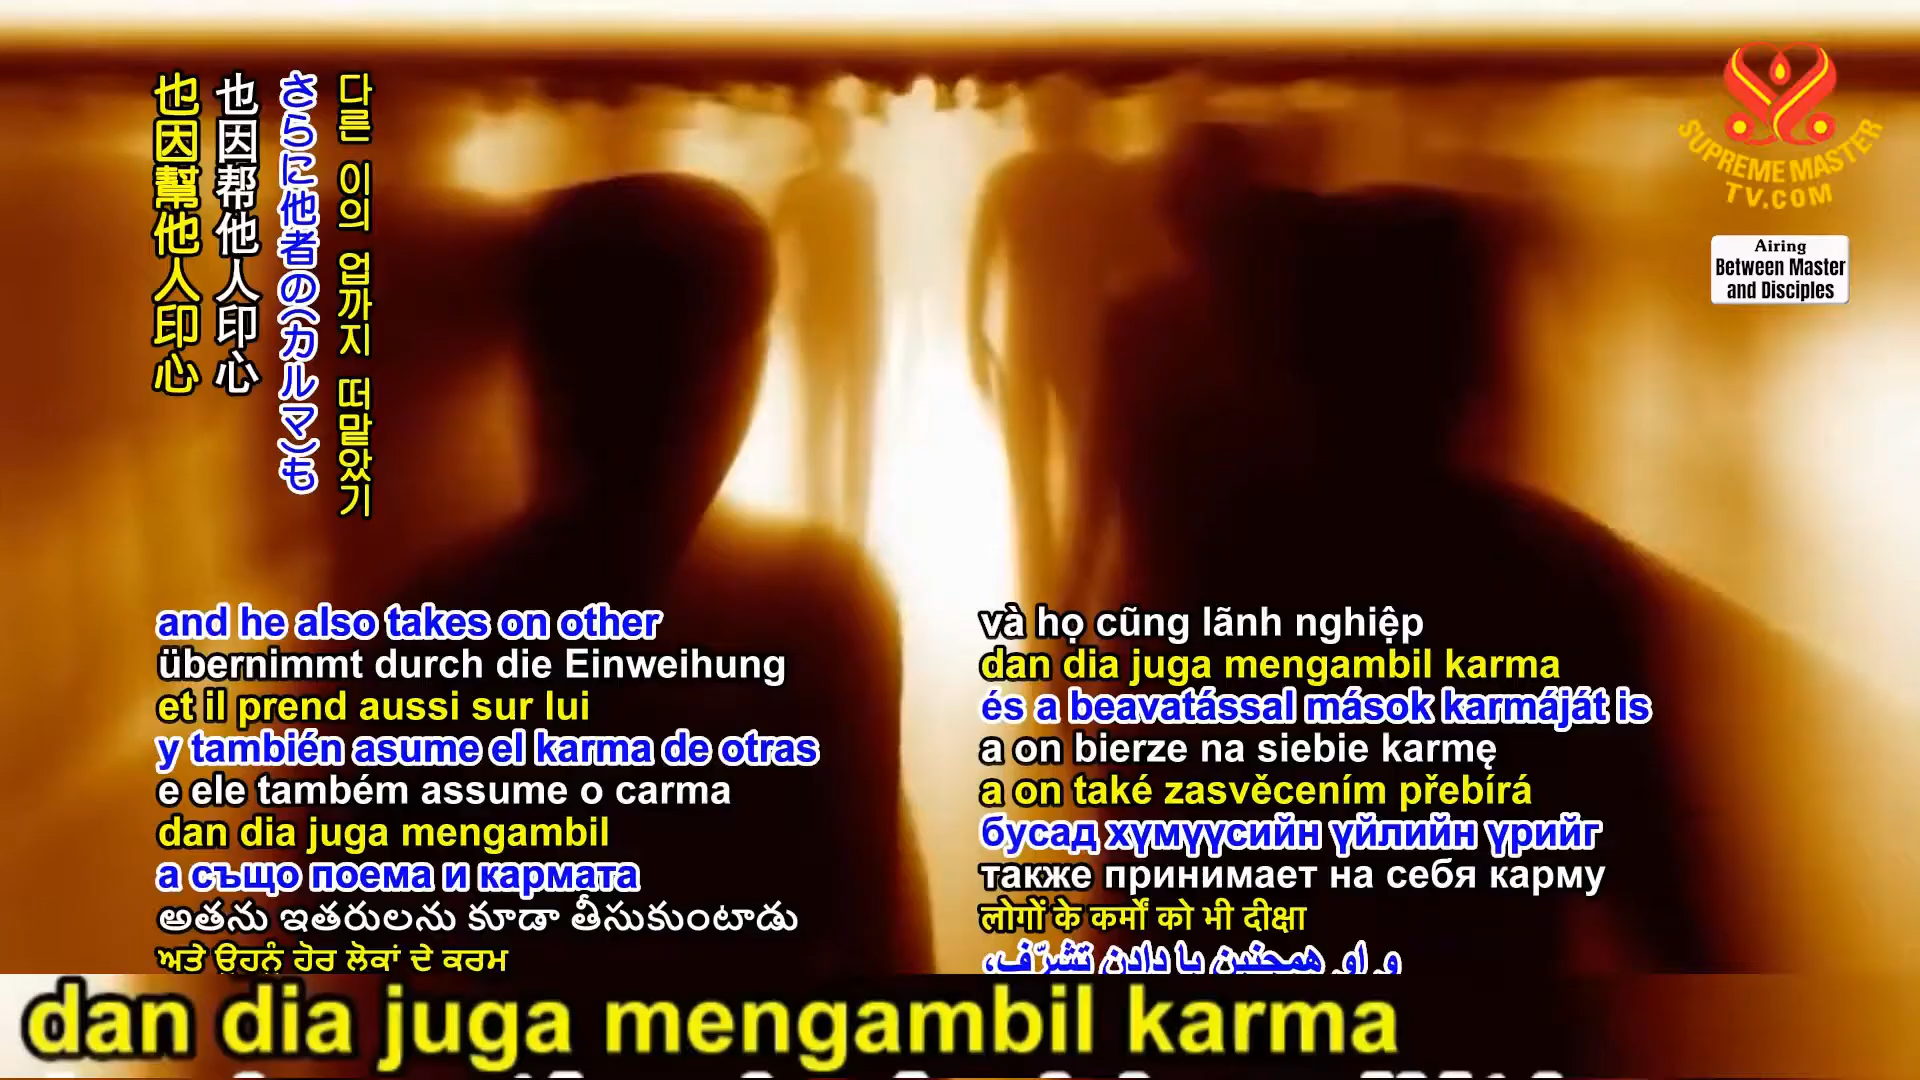 也因幫他人印心
也因帮他人印心
さらに他者の(カルマ)も
다른 이의 업까지 떠맡았기
SUPREME MASTER
TV.COM
Airing
Between Master
and Disciples
and he also takes on other
übernimmt durch die Einweihung
et il prend aussi sur lui
y también asume el karma de otras
e ele também assume o carma
dan dia juga mengambil
а също поема и кармата
అతను ఇతరులను కూడా తీసుకుంటాడు
ਅਤੇ ਉਹਨੂੰ ਹੋਰ ਲੋਕਾਂ ਦੇ ਕਰਮ
và họ cũng lãnh nghiệp
dan dia juga mengambil karma
és a beavatással mások karmáját is
a on bierze na siebie karmę
a on také zasvěcením přebírá
бусад хүмүүсийн үйлийн үрийг
также принимает на себя карму
लोगों के कर्मों को भी दीक्षा
و او همچنین با دادن تشرّف،
dan dia juga mengambil karma